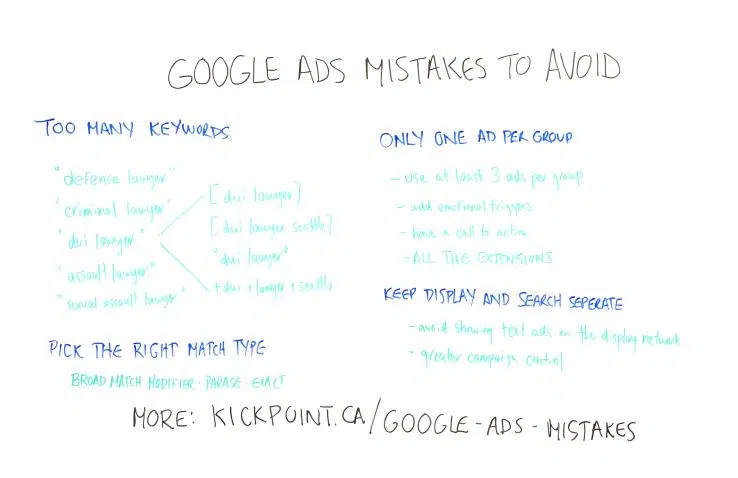 GOOGLE ADS MISTAKES TO AVOID
TOO MANY KEYWORDS
"defense lawyer"
"criminal lawyer"
"dui lawyer"
"assault lawyer"
"sexual assault lawyer"
[dui lawyer]
[dui lawyer seattle]
"dui lawyer"
+dui +lawyer +seattle
PICK THE RIGHT MATCH TYPE
BROAD MATCH MODIFIER - PHRASE - EXACT
ONLY ONE AD PER GROUP
- use at least 3 ads per group
- add emotional triggers
- have a call to action
- ALL THE EXTENSIONS
KEEP DISPLAY AND SEARCH SEPERATE
- avoid showing text ads on the display network
- greater campaign control
MORE: KICKPOINT.CA/GOOGLE-ADS-MISTAKES